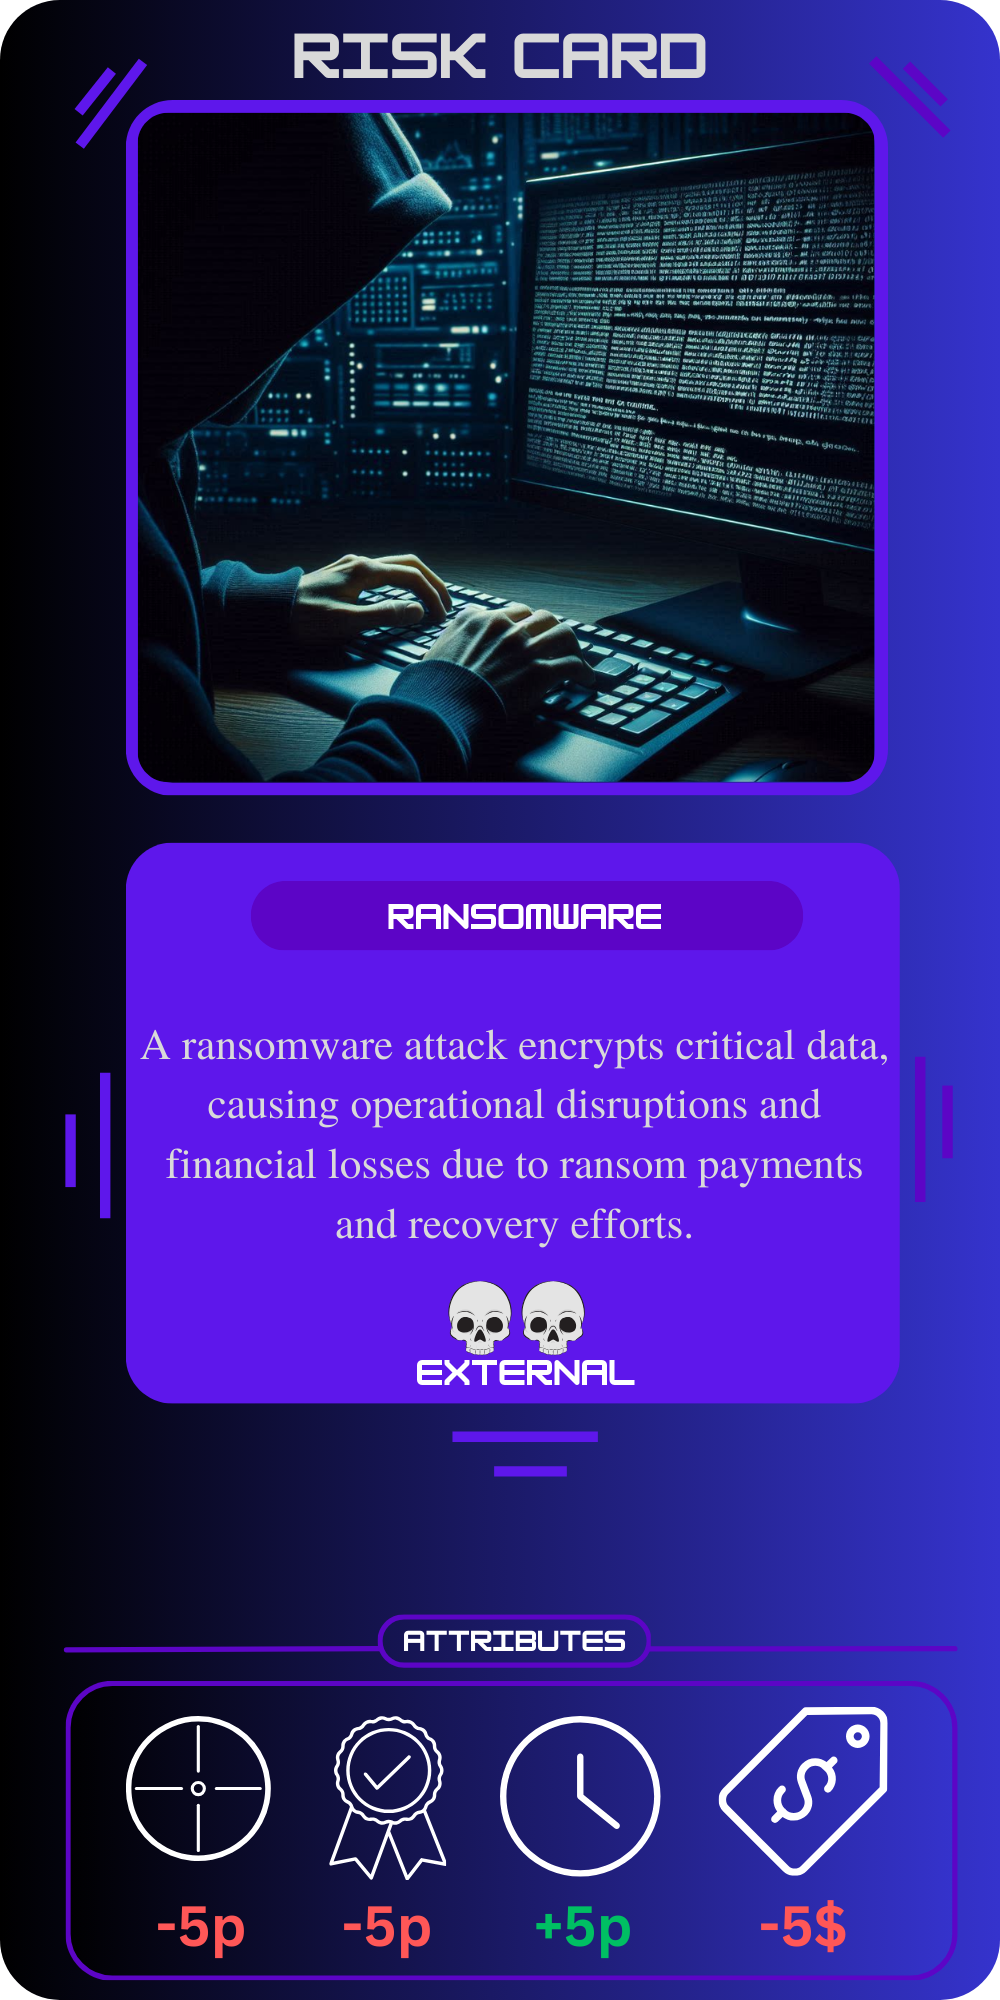 RISK CARD
RANSOMWARE
A ransomware attack encrypts critical data,
causing operational disruptions and
financial losses due to ransom payments
and recovery efforts.
EXTERNAL
ATTRIBUTES
-5p -5p +5p -5$